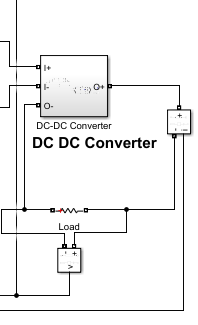 I+
I-
O+
O-
DC-DC Converter
DC DC Converter
+
Load
+
>